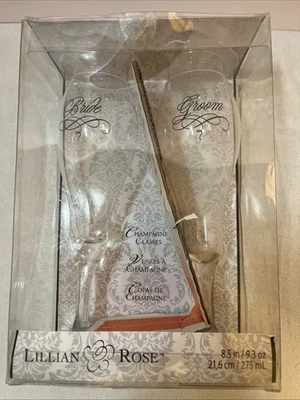 Bride
Groom
CHAMPAGNE
GLASSES
VERRES À
CHAMPAGNE
COPAS DE
CHAMPAGNE
LILLIAN ROSE™
8.5 in / 9.3 oz
21,6 cm / 275 mL